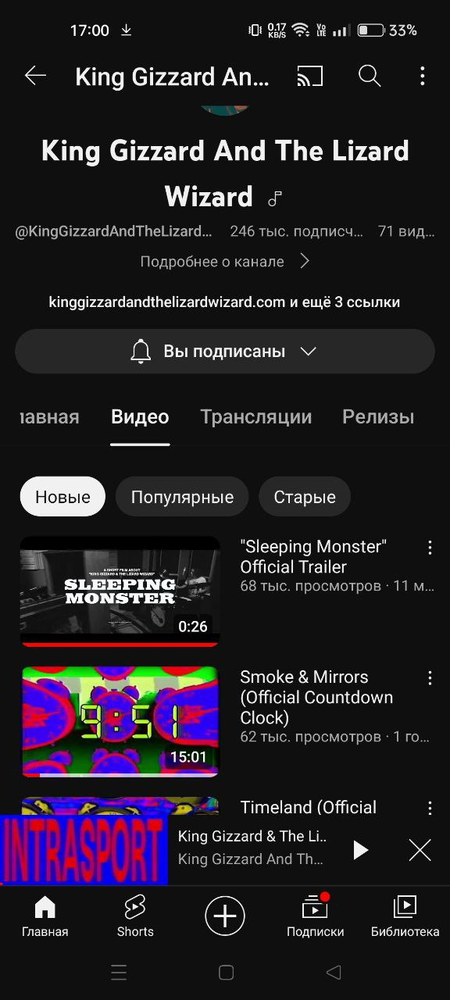 17:00 0.17 KB/S Vo LTE 33%
King Gizzard An...
King Gizzard And The Lizard
Wizard
@KingGizzardAndTheLizard... 246 тыс. подписч... 71 вид...
Подробнее о канале
kinggizzardandthelizardwizard.com и ещё 3 ссылки
Вы подписаны
лавная Видео Трансляции Релизы
Новые Популярные Старые
A SHORT FILM ABOUT
"KING GIZZARD & THE LIZARD WIZARD"
SLEEPING
MONSTER
0:26
"Sleeping Monster"
Official Trailer
68 тыс. просмотров · 11 м...
9:51
15:01
Smoke & Mirrors
(Official Countdown
Clock)
62 тыс. просмотров · 1 го...
Timeland (Official
INTRASPORT
King Gizzard & The Li..
King Gizzard And Th...
Главная Shorts Подписки Библиотека